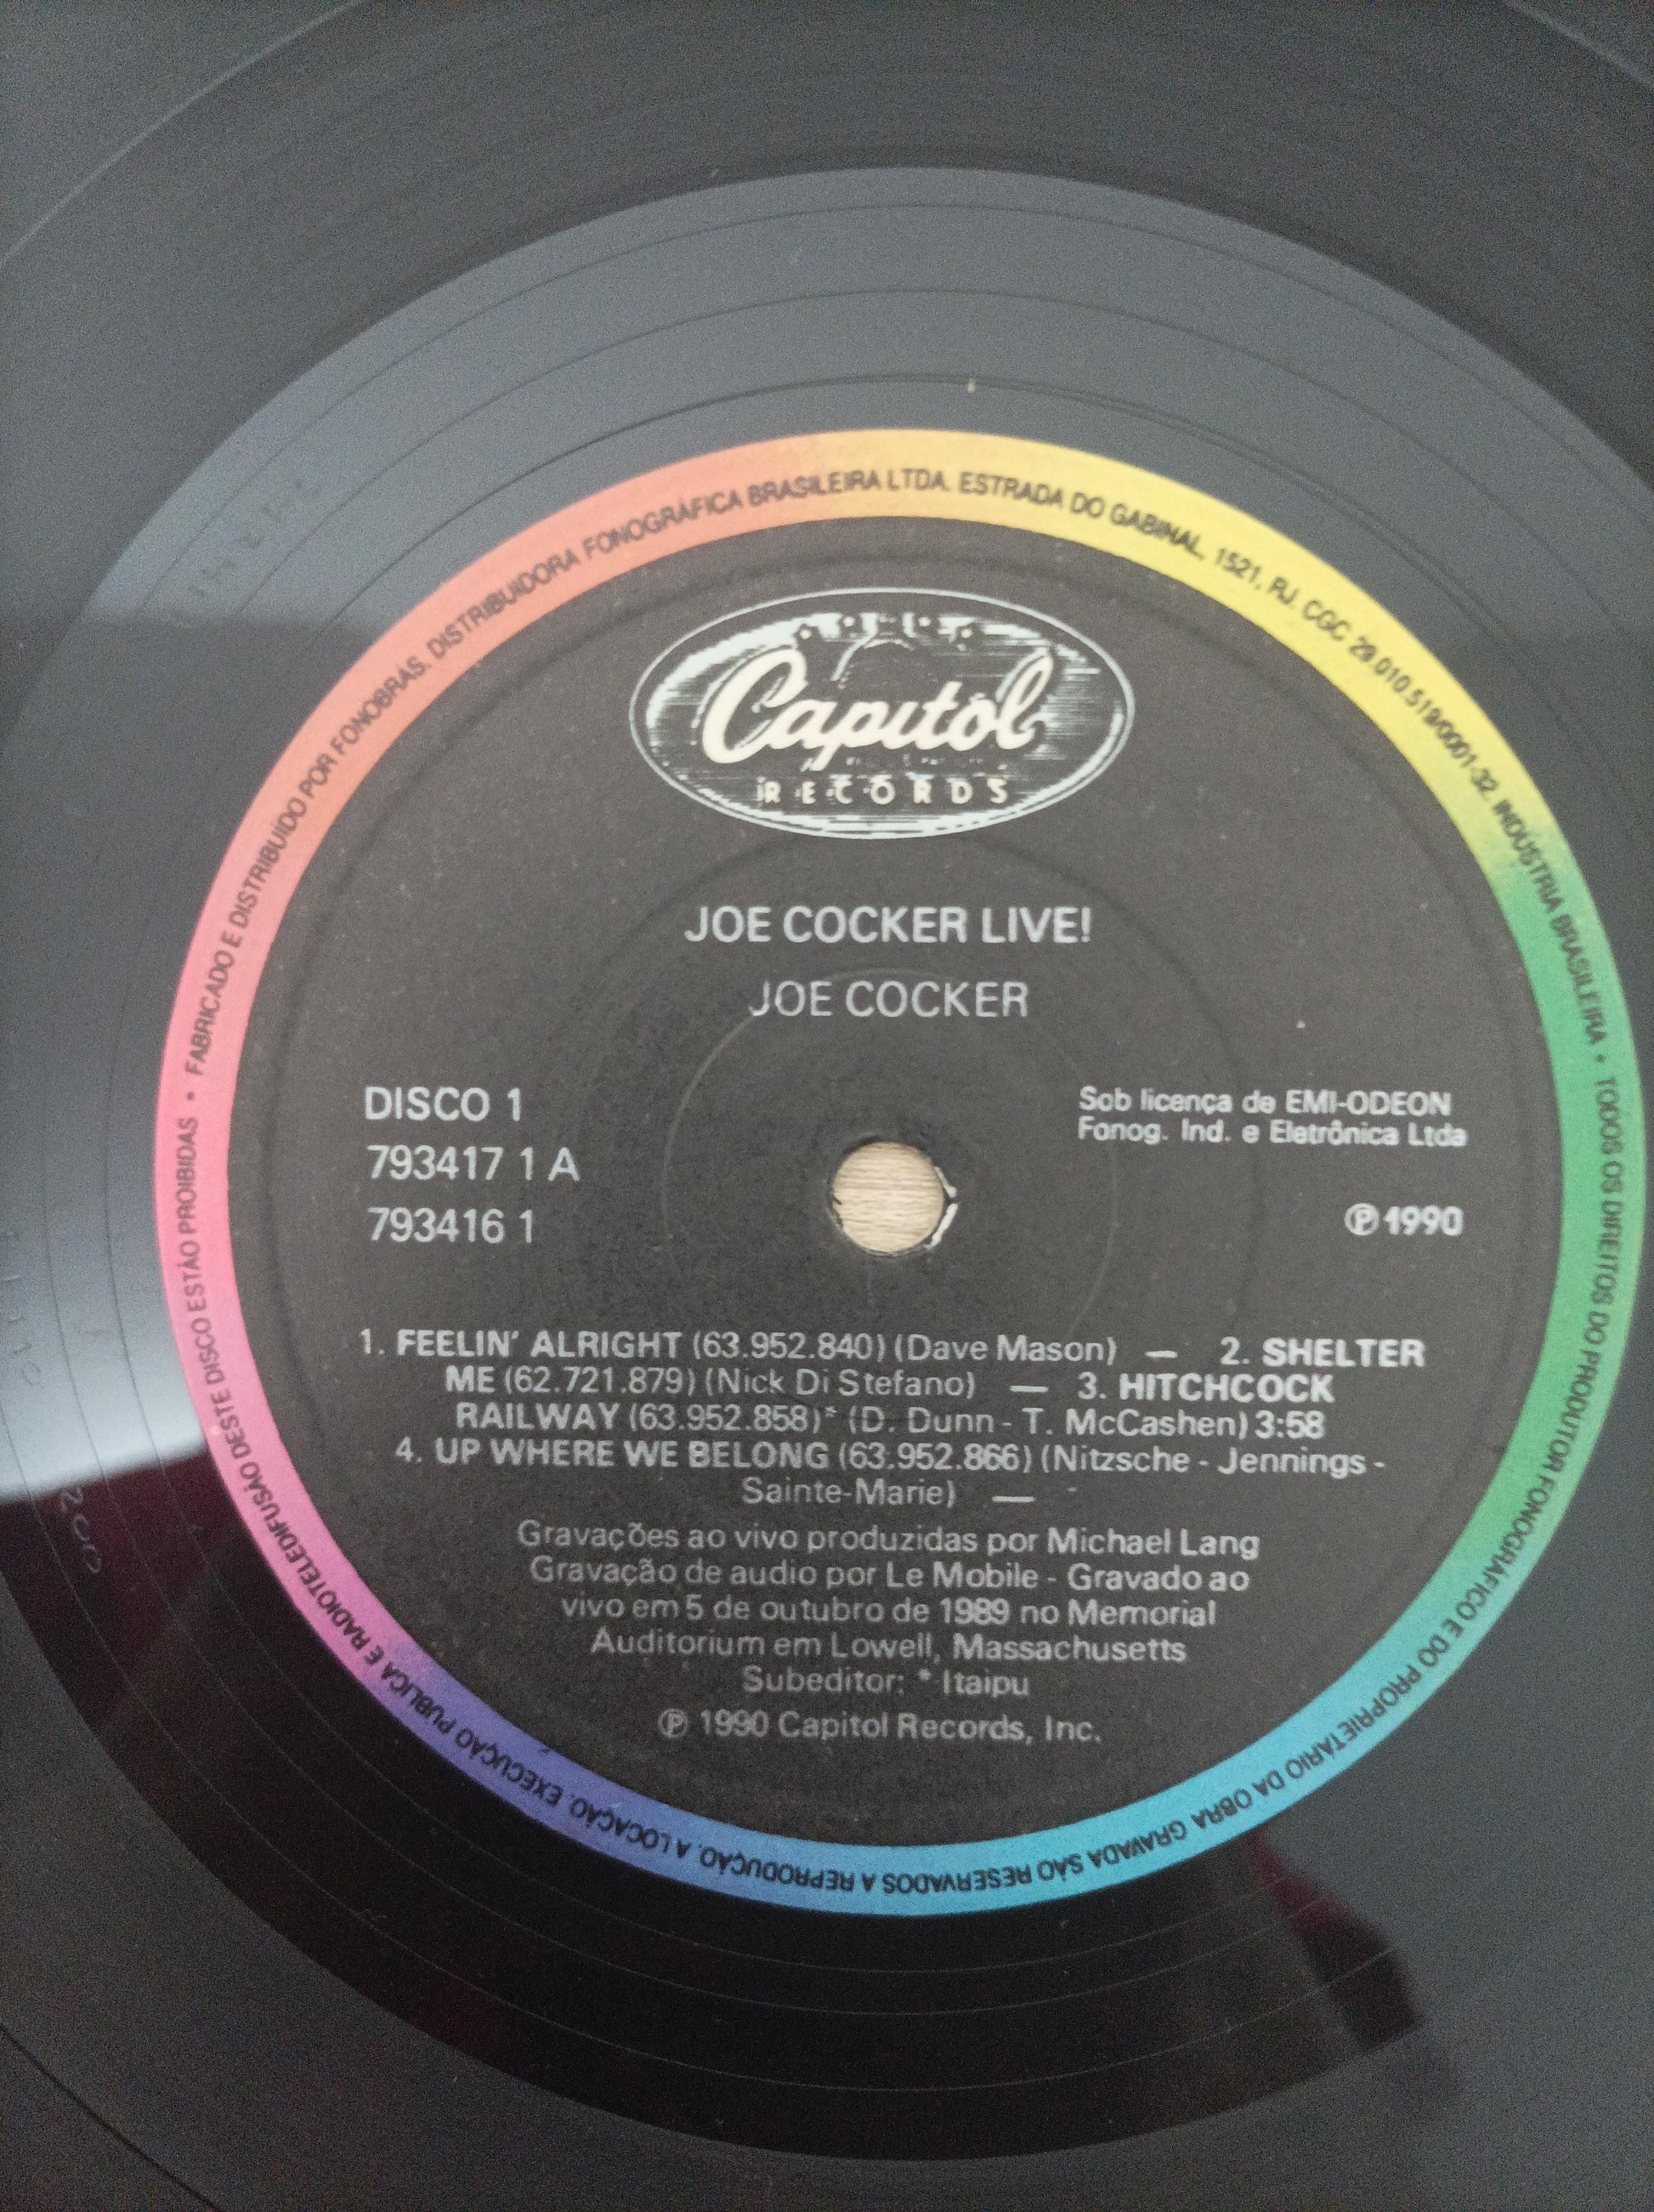 Capitol
RECORDS
JOE COCKER LIVE!
JOE COCKER
DISCO 1
793417 1 A
793416 1
Sob licença de EMI-ODEON
Fonog. Ind. e Eletrônica Ltda
℗ 1990
1. FEELIN' ALRIGHT (63.952.840) (Dave Mason) — 2. SHELTER
ME (62.721.879) (Nick Di Stefano) — 3. HITCHCOCK
RAILWAY (63.952.858)* (D. Dunn - T. McCashen) 3:58
4. UP WHERE WE BELONG (63.952.866) (Nitzsche - Jennings -
Sainte-Marie) —
Gravações ao vivo produzidas por Michael Lang
Gravação de audio por Le Mobile - Gravado ao
vivo em 5 de outubro de 1989 no Memorial
Auditorium em Lowell, Massachusetts
Subeditor: * Itaipu
℗ 1990 Capitol Records, Inc.
• FABRICADO E DISTRIBUÍDO POR FONOBRÁS. DISTRIBUIDORA FONOGRÁFICA BRASILEIRA LTDA. ESTRADA DO GABINAL, 1521, RJ. CGC 29.010.519/0001-32. INDÚSTRIA BRASILEIRA • TODOS OS DIREITOS DO PRODUTOR FONOGRÁFICO E DO PROPRIETÁRIO DA OBRA GRAVADA SÃO RESERVADOS A REPRODUÇÃO. A LOCAÇÃO. EXECUÇÃO PÚBLICA E RADIOTELEDIFUSÃO DESTE DISCO ESTÃO PROIBIDAS